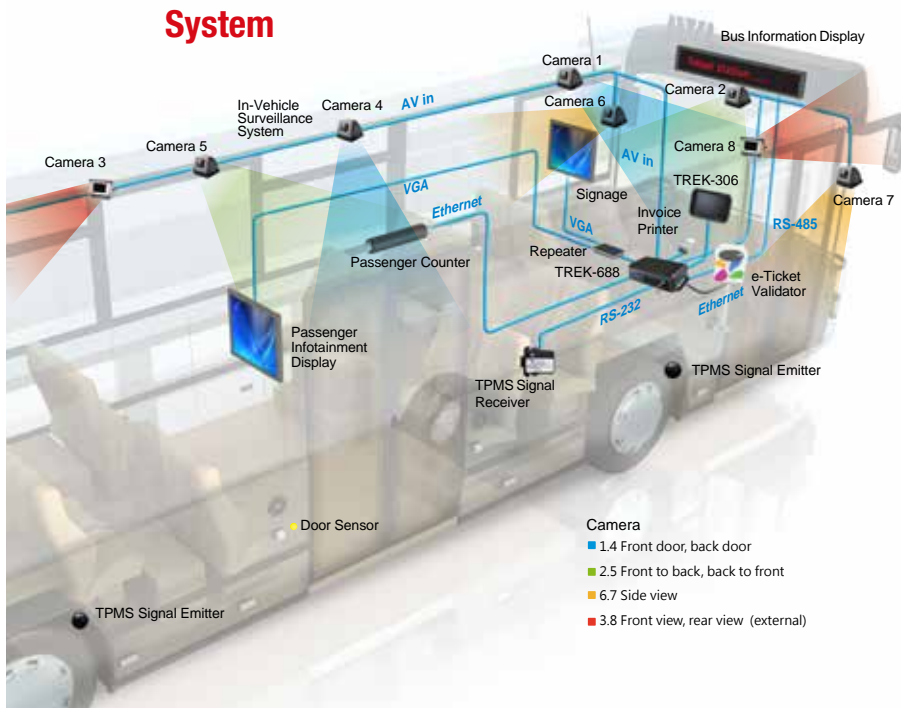 System
Bus Information Display
Camera 1
Camera 2
Camera 6
In-Vehicle
Surveillance
System
Camera 4
AV in
Camera 5
Camera 3
Camera 8
AV in
TREK-306
Camera 7
VGA
Ethernet
Signage
Invoice
Printer
VGA
RS-485
Repeater
TREK-688
e-Ticket
Validator
Passenger Counter
Ethernet
RS-232
Passenger
Infotainment
Display
TPMS Signal
Receiver
TPMS Signal Emitter
Door Sensor
Camera
1.4 Front door, back door
2.5 Front to back, back to front
6.7 Side view
3.8 Front view, rear view (external)
TPMS Signal Emitter